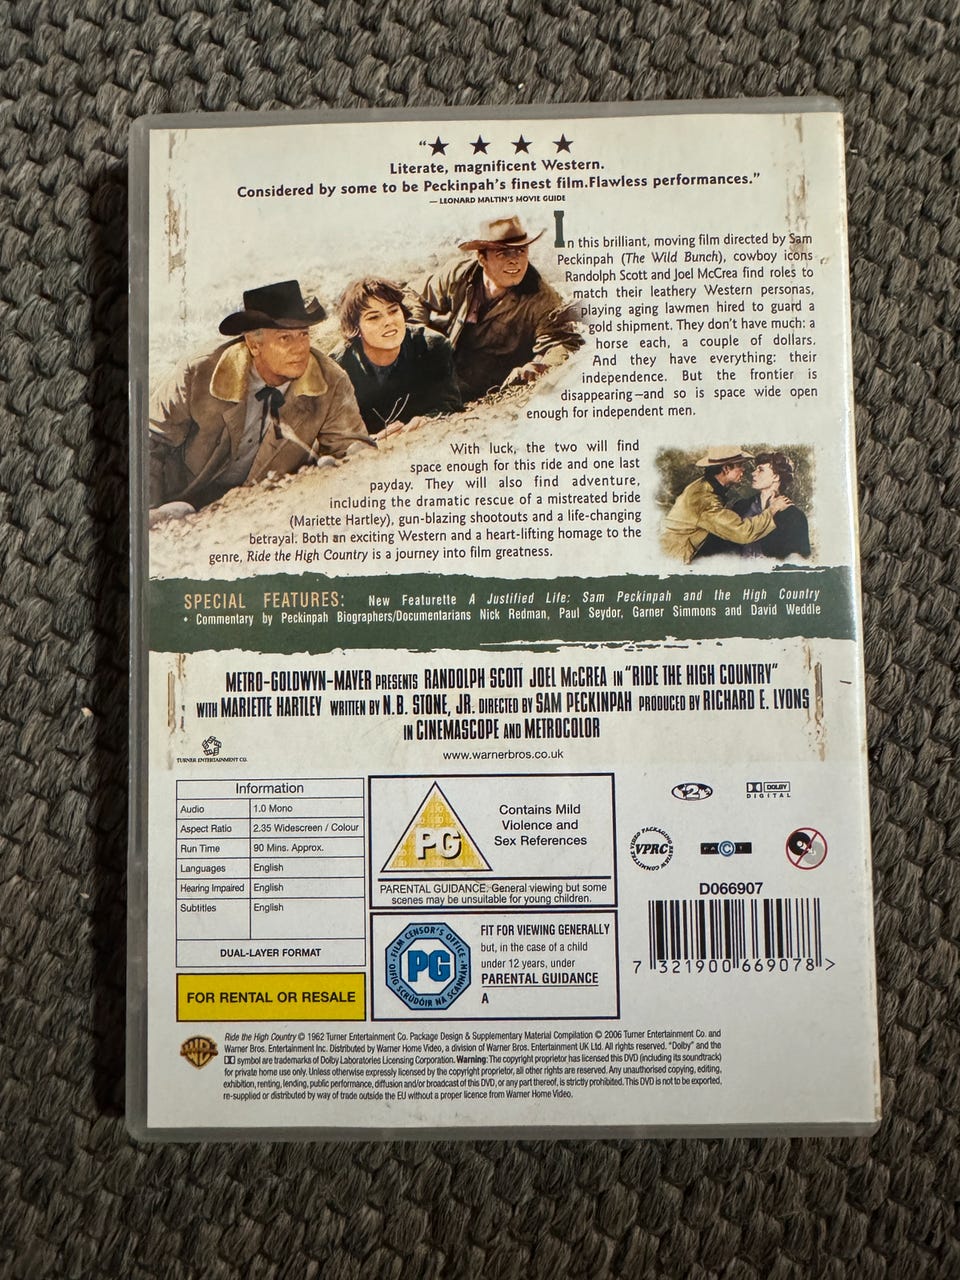 “★ ★ ★ ★
Literate, magnificent Western.
Considered by some to be Peckinpah's finest film.Flawless performances.”
— LEONARD MALTIN'S MOVIE GUIDE
In this brilliant, moving film directed by Sam
Peckinpah (The Wild Bunch), cowboy icons
Randolph Scott and Joel McCrea find roles to
match their leathery Western personas,
playing aging lawmen hired to guard a
gold shipment. They don't have much: a
horse each, a couple of dollars.
And they have everything: their
independence. But the frontier is
disappearing—and so is space wide open
enough for independent men.
With luck, the two will find
space enough for this ride and one last
payday. They will also find adventure,
including the dramatic rescue of a mistreated bride
(Mariette Hartley), gun-blazing shootouts and a life-changing
betrayal. Both an exciting Western and a heart-lifting homage to the
genre, Ride the High Country is a journey into film greatness.
SPECIAL FEATURES: New Featurette A Justified Life: Sam Peckinpah and the High Country
• Commentary by Peckinpah Biographers/Documentarians Nick Redman, Paul Seydor, Garner Simmons and David Weddle
METRO-GOLDWYN-MAYER PRESENTS RANDOLPH SCOTT JOEL McCREA IN “RIDE THE HIGH COUNTRY”
WITH MARIETTE HARTLEY WRITTEN BY N.B. STONE, JR. DIRECTED BY SAM PECKINPAH PRODUCED BY RICHARD E. LYONS
IN CINEMASCOPE AND METROCOLOR
TURNER ENTERTAINMENT CO.
www.warnerbros.co.uk
Information
Audio 1.0 Mono
Aspect Ratio 2.35 Widescreen / Colour
Run Time 90 Mins. Approx.
Languages English
Hearing Impaired English
Subtitles English
DUAL-LAYER FORMAT
FOR RENTAL OR RESALE
PG
Contains Mild
Violence and
Sex References
PARENTAL GUIDANCE: General viewing but some
scenes may be unsuitable for young children.
FILM CENSOR'S OFFICE
PG
OIFIG SCRÚDÓIR NA SCANNÁN
FIT FOR VIEWING GENERALLY
but, in the case of a child
under 12 years, under
PARENTAL GUIDANCE
A
2
DOLBY
DIGITAL
VIDEO PACKAGING REVIEW COMMITTEE
VPRC
FACT
D066907
7 321900 669078 >
WB
Ride the High Country © 1962 Turner Entertainment Co. Package Design & Supplementary Material Compilation © 2006 Turner Entertainment Co. and
Warner Bros. Entertainment Inc. Distributed by Warner Home Video, a division of Warner Bros. Entertainment UK Ltd. All rights reserved. “Dolby” and the
symbol are trademarks of Dolby Laboratories Licensing Corporation. Warning: The copyright proprietor has licensed this DVD (including its soundtrack)
for private home use only. Unless otherwise expressly licensed by the copyright proprietor, all other rights are reserved. Any unauthorised copying, editing,
exhibition, renting, lending, public performance, diffusion and/or broadcast of this DVD, or any part thereof, is strictly prohibited. This DVD is not to be exported,
re-supplied or distributed by way of trade outside the EU without a proper licence from Warner Home Video.